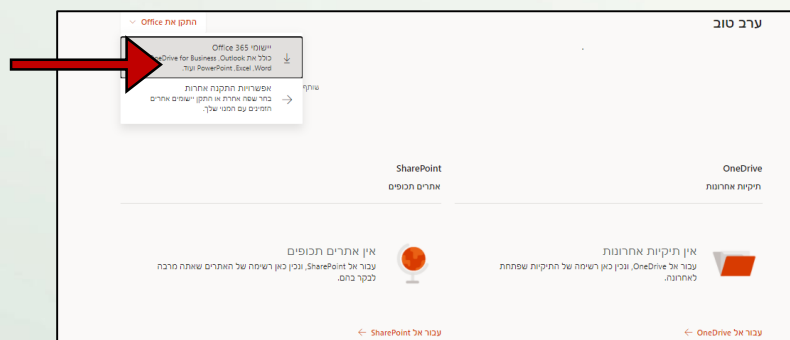 ערב טוב
התקן את Office
יישומי Office 365
כולל את Outlook, OneDrive for Business,
Word, Excel, PowerPoint ועוד.
אפשרויות התקנה אחרות
בחר שפה אחרת או התקן יישומים אחרים
הזמינים עם המנוי שלך.
שותף
OneDrive
תיקיות אחרונות
אין תיקיות אחרונות
עבור אל OneDrive, ונכין כאן רשימה של התיקיות שפתחת
לאחרונה.
עבור אל OneDrive
SharePoint
אתרים תכופים
אין אתרים תכופים
עבור אל SharePoint, ונכין כאן רשימה של האתרים שאתה מרבה
לבקר בהם.
עבור אל SharePoint